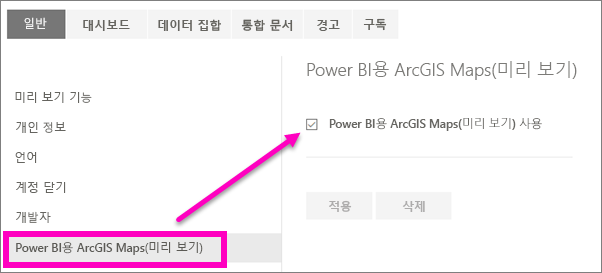 일반 대시보드 데이터 집합 통합 문서 경고 구독
미리 보기 기능
개인 정보
언어
계정 닫기
개발자
Power BI용 ArcGIS Maps(미리 보기)
Power BI용 ArcGIS Maps(미리 보기)
Power BI용 ArcGIS Maps(미리 보기) 사용
적용 삭제